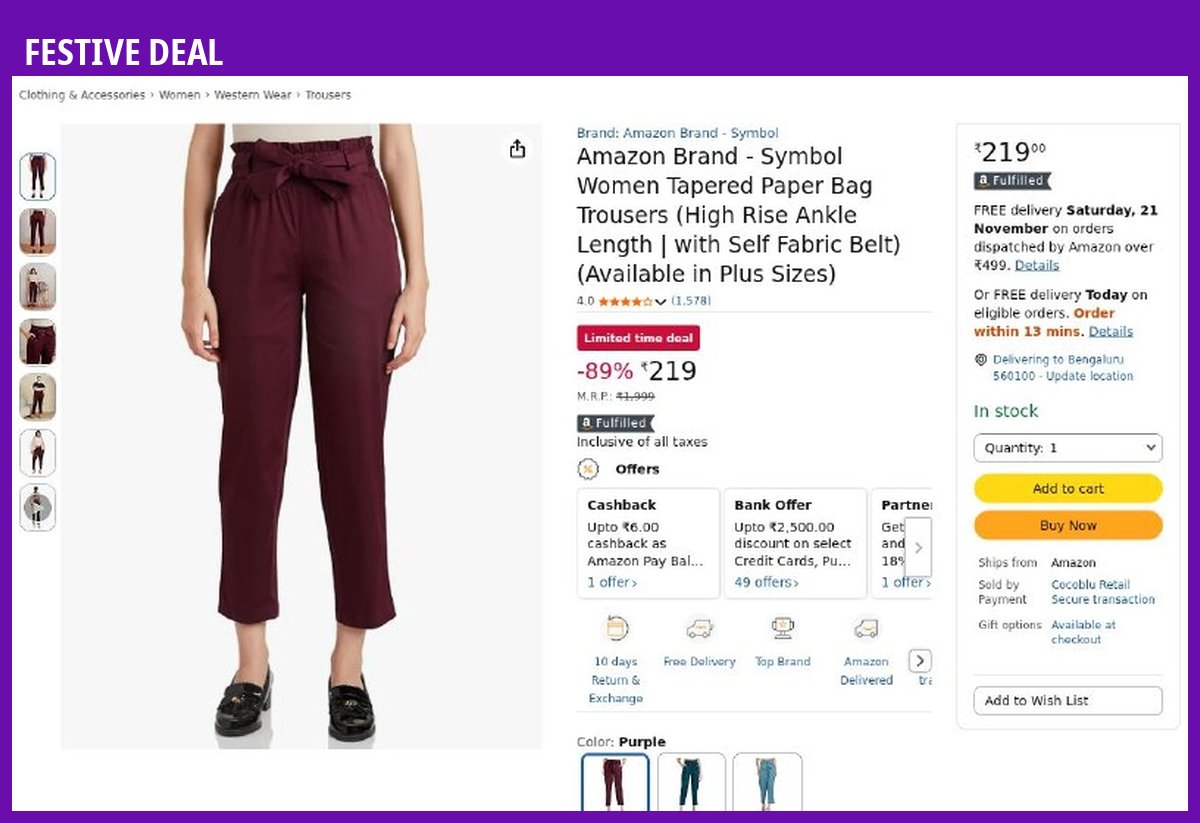 FESTIVE DEAL
Clothing & Accessories › Women › Western Wear › Trousers
Brand: Amazon Brand - Symbol
Amazon Brand - Symbol
Women Tapered Paper Bag
Trousers (High Rise Ankle
Length | with Self Fabric Belt)
(Available in Plus Sizes)
4.0 (1,578)
Limited time deal
-89% ₹219
M.R.P.: ₹1,999
a Fulfilled
Inclusive of all taxes
Offers
Cashback
Upto ₹6.00
cashback as
Amazon Pay Bal...
1 offer›
Bank Offer
Upto ₹2,500.00
discount on select
Credit Cards, Pu...
49 offers›
Partner
Get
and
18%
1 offer›
10 days
Return &
Exchange
Free Delivery
Top Brand
Amazon
Delivered
tra
Color: Purple
₹21900
a Fulfilled
FREE delivery Saturday, 21
November on orders
dispatched by Amazon over
₹499. Details
Or FREE delivery Today on
eligible orders. Order
within 13 mins. Details
Delivering to Bengaluru
560100 - Update location
In stock
Quantity: 1
Add to cart
Buy Now
Ships from Amazon
Sold by Cocoblu Retail
Payment Secure transaction
Gift options Available at
checkout
Add to Wish List